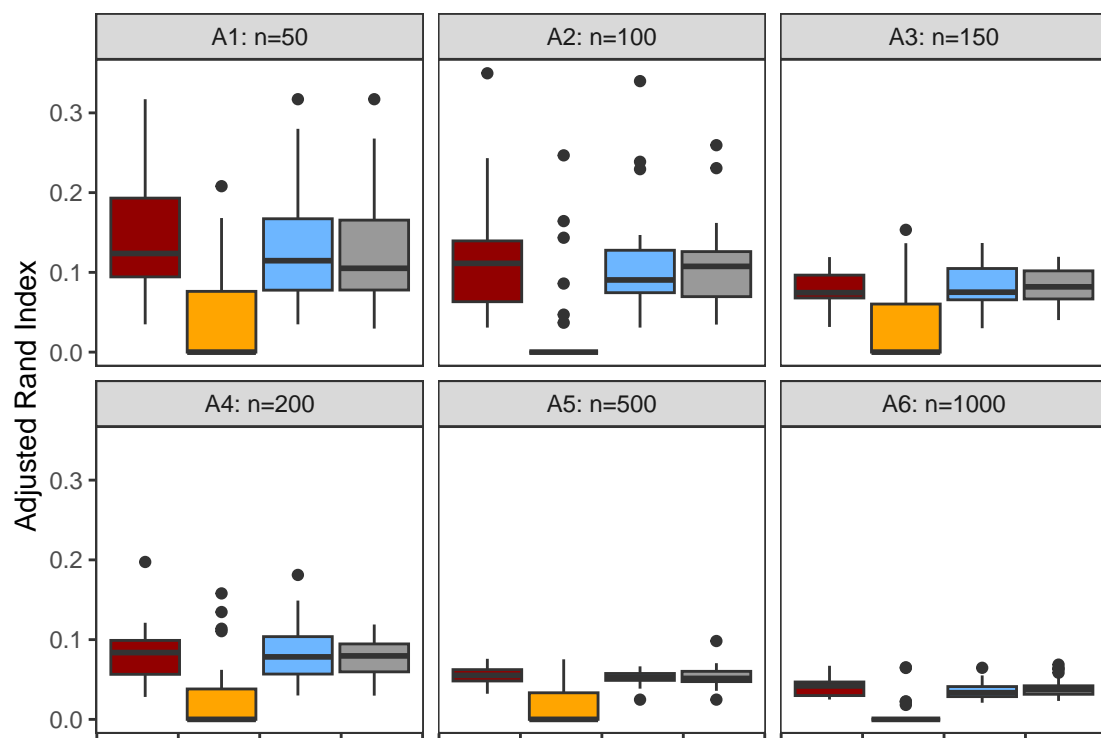 A1: n=50
A2: n=100
A3: n=150
0.3
0.2
0.1
0.0
A4: n=200
A5: n=500
A6: n=1000
0.3
0.2
0.1
0.0
Adjusted Rand Index